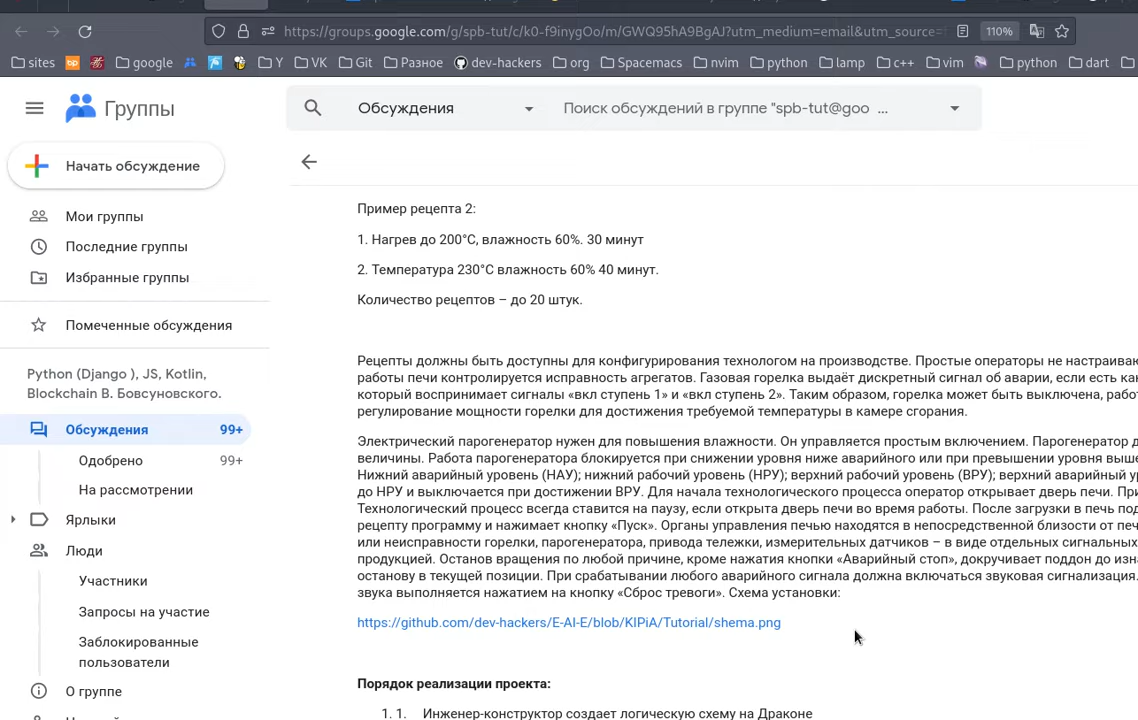 https://groups.google.com/g/spb-tut/c/k0-f9inygOo/m/GWQ95hA9BgAJ?utm_medium=email&utm_source=
110%
sites
bp
google
Y
VK
Git
Разное
dev-hackers
org
Spacemacs
nvim
python
lamp
c++
vim
python
dart
Группы
Обсуждения
Поиск обсуждений в группе "spb-tut@goo ...
Начать обсуждение
Мои группы
Последние группы
Избранные группы
Помеченные обсуждения
Python (Django ), JS, Kotlin,
Blockchain В. Бовсуновского.
Обсуждения 99+
Одобрено 99+
На рассмотрении
Ярлыки
Люди
Участники
Запросы на участие
Заблокированные
пользователи
О группе
Пример рецепта 2:
1. Нагрев до 200°С, влажность 60%. 30 минут
2. Температура 230°С влажность 60% 40 минут.
Количество рецептов – до 20 штук.
Рецепты должны быть доступны для конфигурирования технологом на производстве. Простые операторы не настраива
работы печи контролируется исправность агрегатов. Газовая горелка выдаёт дискретный сигнал об аварии, если есть ка
который воспринимает сигналы «вкл ступень 1» и «вкл ступень 2». Таким образом, горелка может быть выключена, рабо
регулирование мощности горелки для достижения требуемой температуры в камере сгорания.
Электрический парогенератор нужен для повышения влажности. Он управляется простым включением. Парогенератор д
величины. Работа парогенератора блокируется при снижении уровня ниже аварийного или при превышении уровня выше
Нижний аварийный уровень (НАУ); нижний рабочий уровень (НРУ); верхний рабочий уровень (ВРУ); верхний аварийный у
до НРУ и выключается при достижении ВРУ. Для начала технологического процесса оператор открывает дверь печи. При
Технологический процесс всегда ставится на паузу, если открыта дверь печи во время работы. После загрузки в печь под
рецепту программу и нажимает кнопку «Пуск». Органы управления печью находятся в непосредственной близости от печ
или неисправности горелки, парогенератора, привода тележки, измерительных датчиков – в виде отдельных сигнальных
продукцией. Останов вращения по любой причине, кроме нажатия кнопки «Аварийный стоп», докручивает поддон до изна
останову в текущей позиции. При срабатывании любого аварийного сигнала должна включаться звуковая сигнализация.
звука выполняется нажатием на кнопку «Сброс тревоги». Схема установки:
https://github.com/dev-hackers/E-AI-E/blob/KIPiA/Tutorial/shema.png
Порядок реализации проекта:
1. 1. Инженер-конструктор создает логическую схему на Драконе